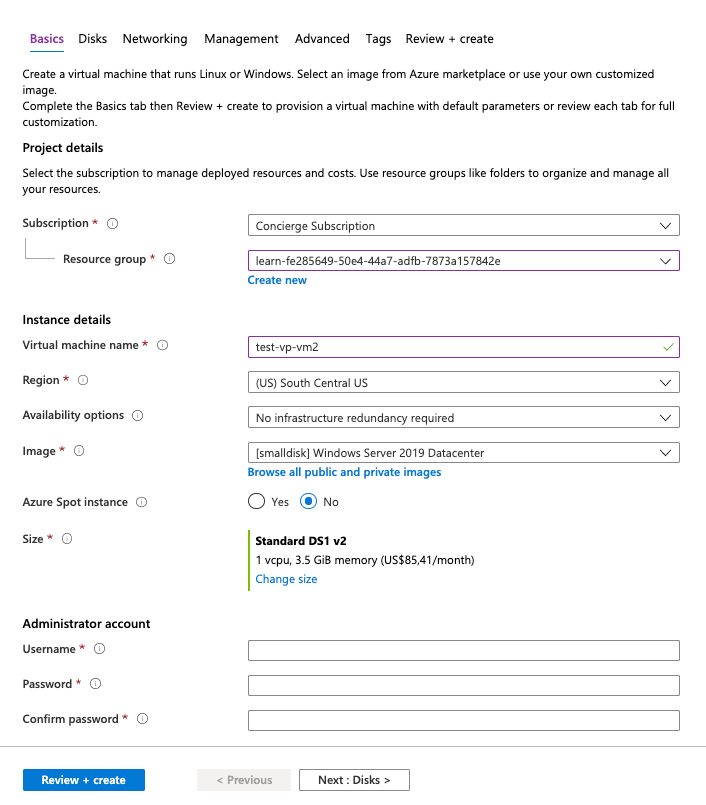 Basics Disks Networking Management Advanced Tags Review + create
Create a virtual machine that runs Linux or Windows. Select an image from Azure marketplace or use your own customized
image.
Complete the Basics tab then Review + create to provision a virtual machine with default parameters or review each tab for full
customization.
Project details
Select the subscription to manage deployed resources and costs. Use resource groups like folders to organize and manage all
your resources.
Subscription * Concierge Subscription
Resource group * learn-fe285649-50e4-44a7-adfb-7873a157842e
Create new
Instance details
Virtual machine name * test-vp-vm2
Region * (US) South Central US
Availability options No infrastructure redundancy required
Image * [smalldisk] Windows Server 2019 Datacenter
Browse all public and private images
Azure Spot instance Yes No
Size * Standard DS1 v2
1 vcpu, 3.5 GiB memory (US$85,41/month)
Change size
Administrator account
Username *
Password *
Confirm password *
Review + create < Previous Next : Disks >